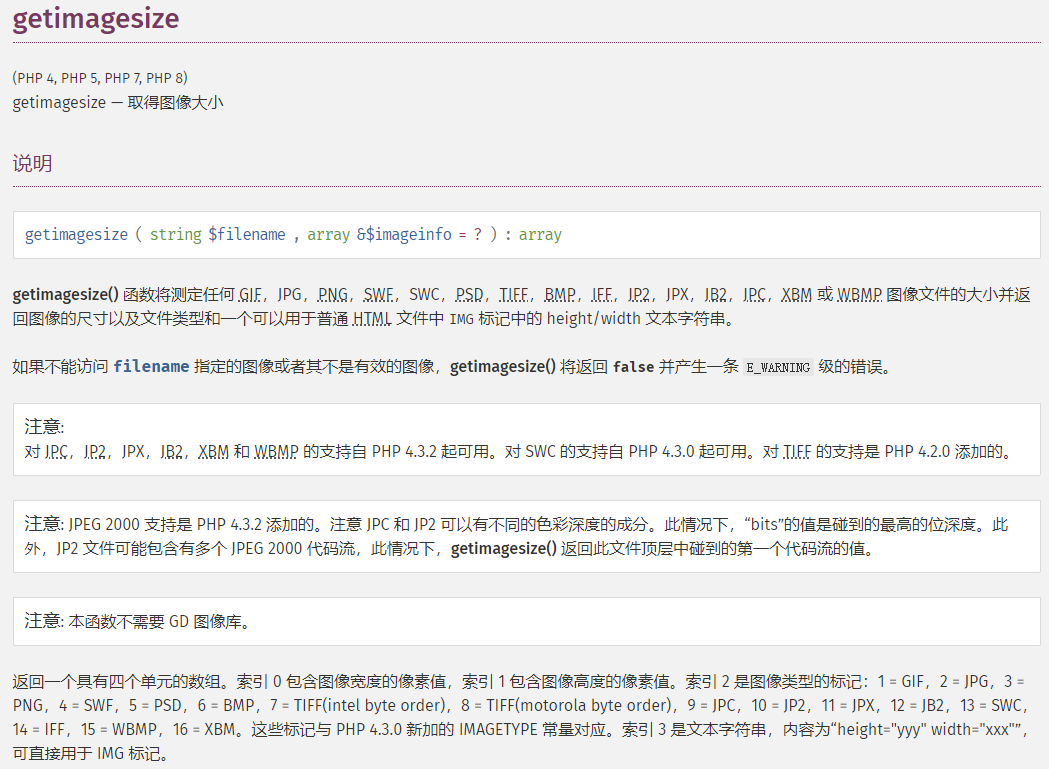 getimagesize
(PHP 4, PHP 5, PHP 7, PHP 8)
getimagesize — 取得图像大小
说明
getimagesize ( string $filename , array &$imageinfo = ? ) : array
getimagesize() 函数将测定任何 GIF，JPG，PNG，SWF，SWC，PSD，TIFF，BMP，IFF，JP2，JPX，JB2，JPC，XBM 或 WBMP 图像文件的大小并返
回图像的尺寸以及文件类型和一个可以用于普通 HTML 文件中 IMG 标记中的 height/width 文本字符串。
如果不能访问 filename 指定的图像或者其不是有效的图像，getimagesize() 将返回 false 并产生一条 E_WARNING 级的错误。
注意:
对 JPC，JP2，JPX，JB2，XBM 和 WBMP 的支持自 PHP 4.3.2 起可用。对 SWC 的支持自 PHP 4.3.0 起可用。对 TIFF 的支持是 PHP 4.2.0 添加的。
注意: JPEG 2000 支持是 PHP 4.3.2 添加的。注意 JPC 和 JP2 可以有不同的色彩深度的成分。此情况下，“bits”的值是碰到的最高的位深度。此
外，JP2 文件可能包含有多个 JPEG 2000 代码流，此情况下，getimagesize() 返回此文件顶层中碰到的第一个代码流的值。
注意: 本函数不需要 GD 图像库。
返回一个具有四个单元的数组。索引 0 包含图像宽度的像素值，索引 1 包含图像高度的像素值。索引 2 是图像类型的标记：1 = GIF，2 = JPG，3 =
PNG，4 = SWF，5 = PSD，6 = BMP，7 = TIFF(intel byte order)，8 = TIFF(motorola byte order)，9 = JPC，10 = JP2，11 = JPX，12 = JB2，13 = SWC，
14 = IFF，15 = WBMP，16 = XBM。这些标记与 PHP 4.3.0 新加的 IMAGETYPE 常量对应。索引 3 是文本字符串，内容为“height="yyy" width="xxx"”，
可直接用于 IMG 标记。